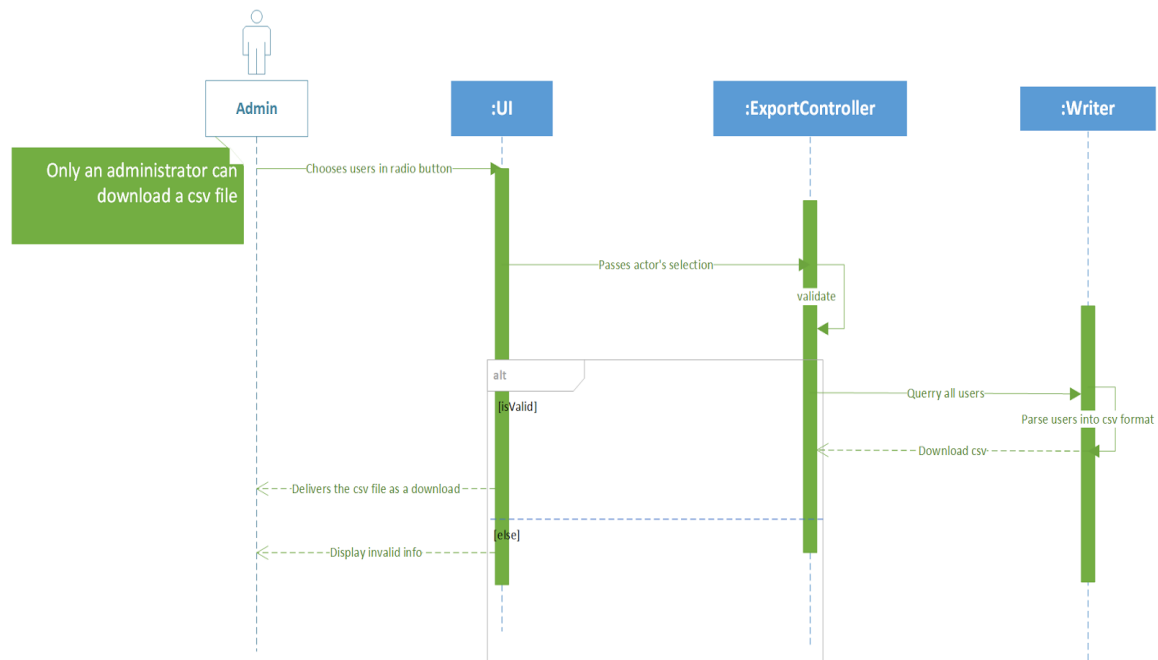 Admin
:UI
:ExportController
:Writer
Only an administrator can
download a csv file
Chooses users in radio button
Passes actor's selection
validate
alt
[isValid]
Querry all users
Parse users into csv format
Download csv
Delivers the csv file as a download
[else]
Display invalid info